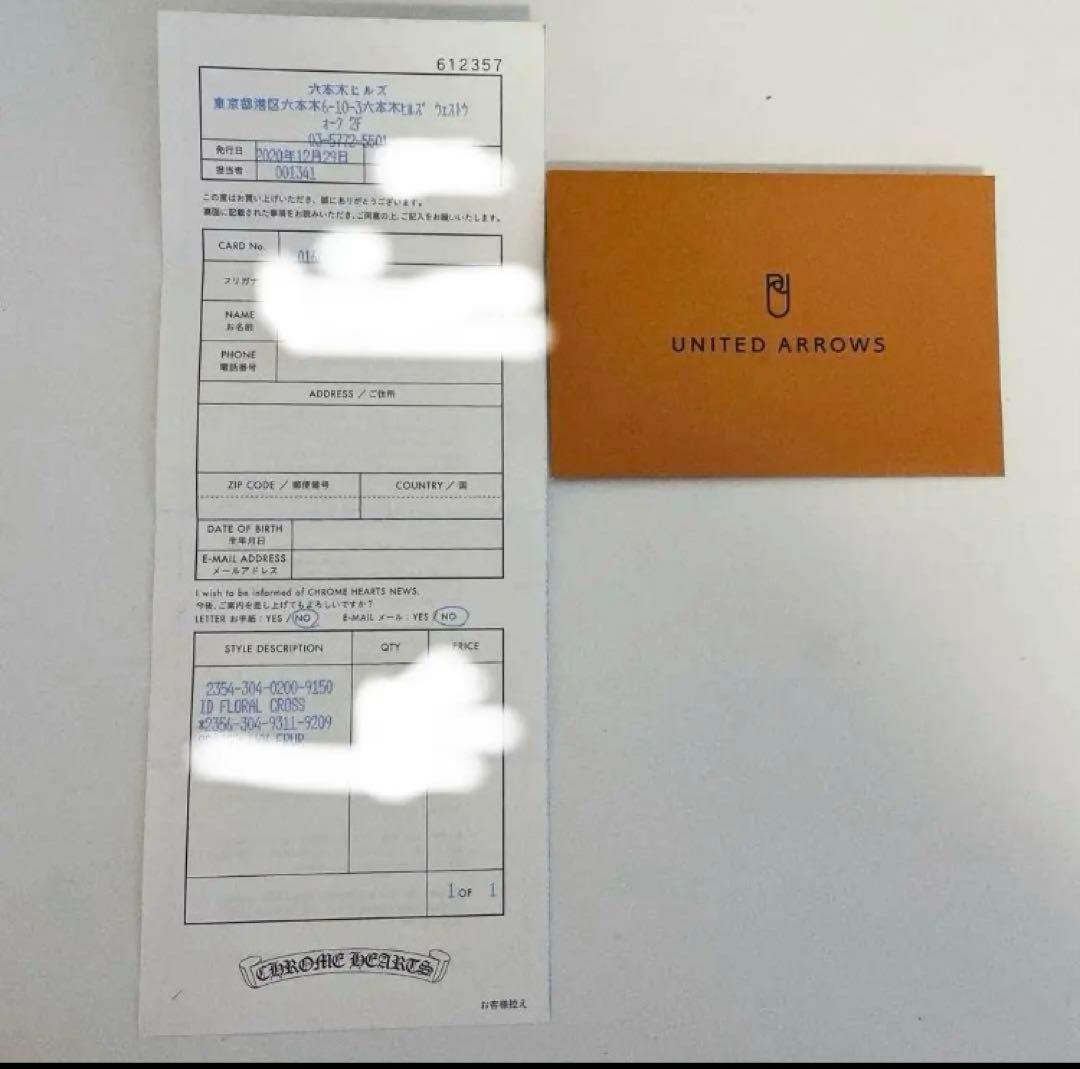 612357
六本木ヒルズ
東京都港区六本木6-10-3六本木ヒルズ ウェストウ
ォーク 2F
03-5772-5501
発行日 2020年12月29日
担当者 001341
この度はお買い上げいただき、誠にありがとうございます。
裏面に記載された事項をお読みいただき、ご同意の上、ご記入をお願いいたします。
CARD No. 016
フリガナ
NAME
お名前
PHONE
電話番号
ADDRESS / ご住所
ZIP CODE / 郵便番号 COUNTRY / 国
DATE OF BIRTH
生年月日
E-MAIL ADDRESS
メールアドレス
I wish to be informed of CHROME HEARTS NEWS.
今後、ご案内を差し上げてもよろしいですか?
LETTER お手紙 : YES / NO E-MAIL メール : YES / NO
STYLE DESCRIPTION QTY PRICE
2354-304-0200-9150
ID FLORAL CROSS
*2356-304-9311-9209
1 OF 1
CHROME HEARTS
お客様控え
UNITED ARROWS